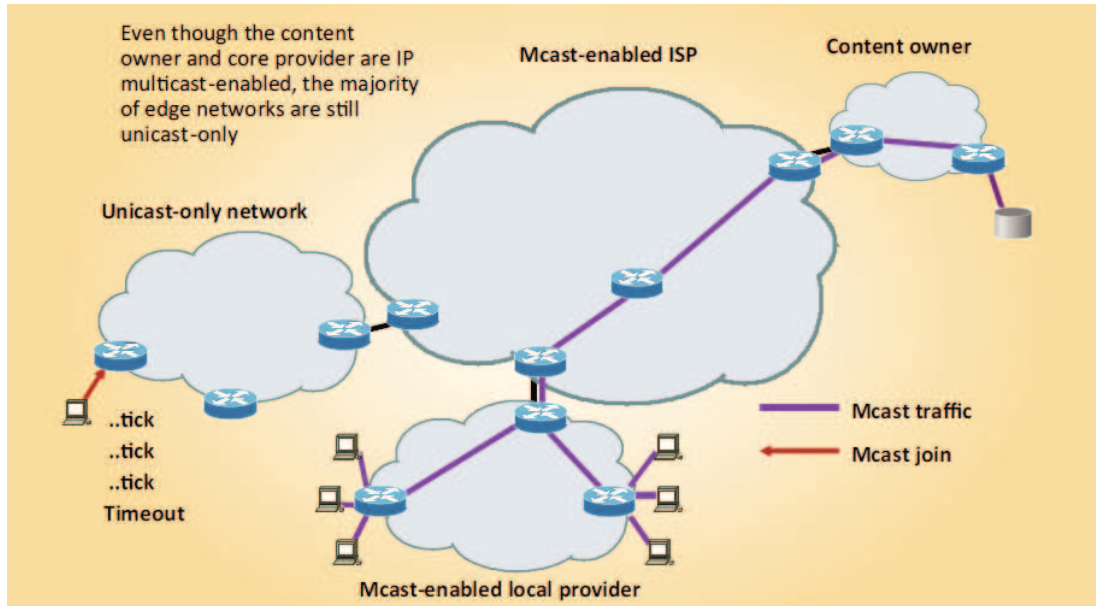 Even though the content
owner and core provider are IP
multicast-enabled, the majority
of edge networks are still
unicast-only
Mcast-enabled ISP
Content owner
Unicast-only network
..tick
..tick
..tick
Timeout
Mcast traffic
Mcast join
Mcast-enabled local provider